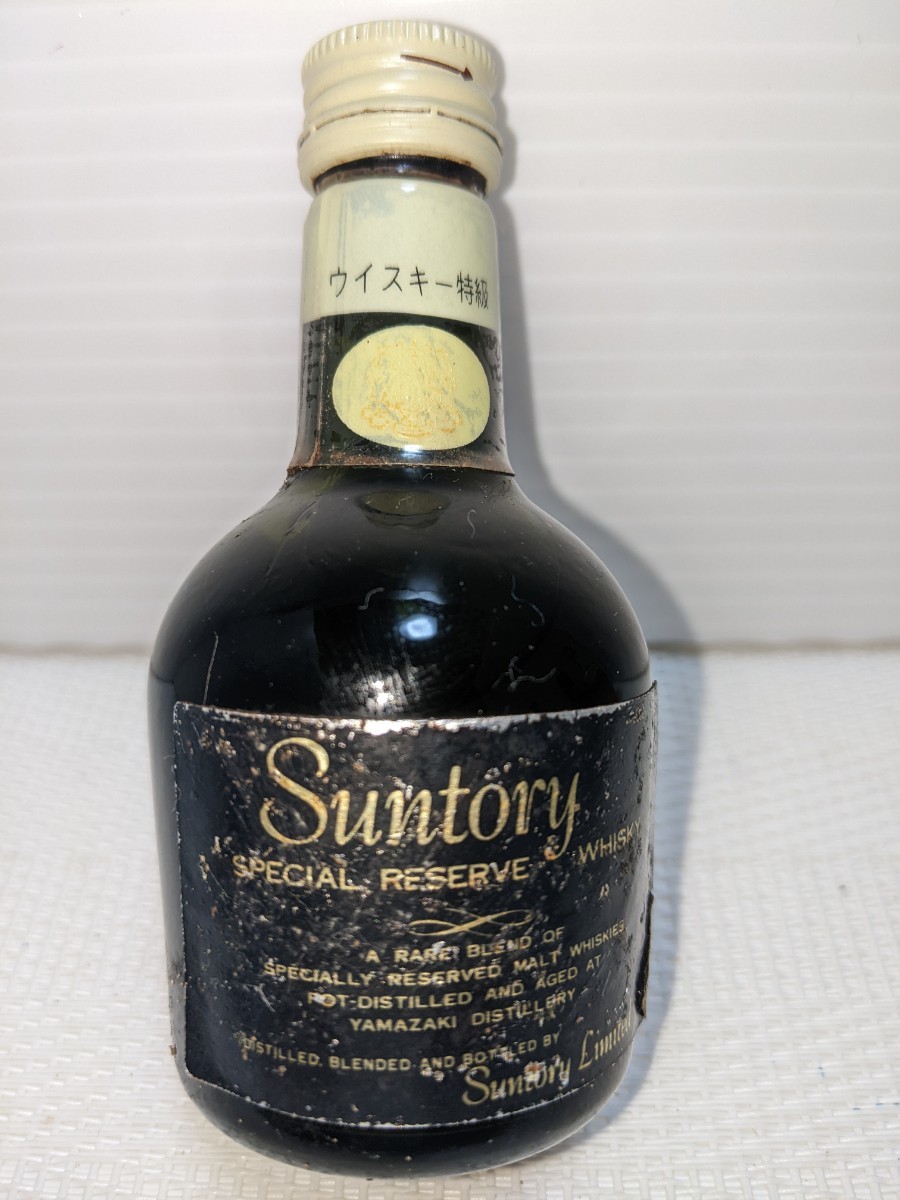 ウイスキー特級
Suntory
SPECIAL RESERVE WHISKY
A RARE BLEND OF
SPECIALLY RESERVED MALT WHISKIES
POT-DISTILLED AND AGED AT
YAMAZAKI DISTILLERY
DISTILLED, BLENDED AND BOTTLED BY
Suntory Limited